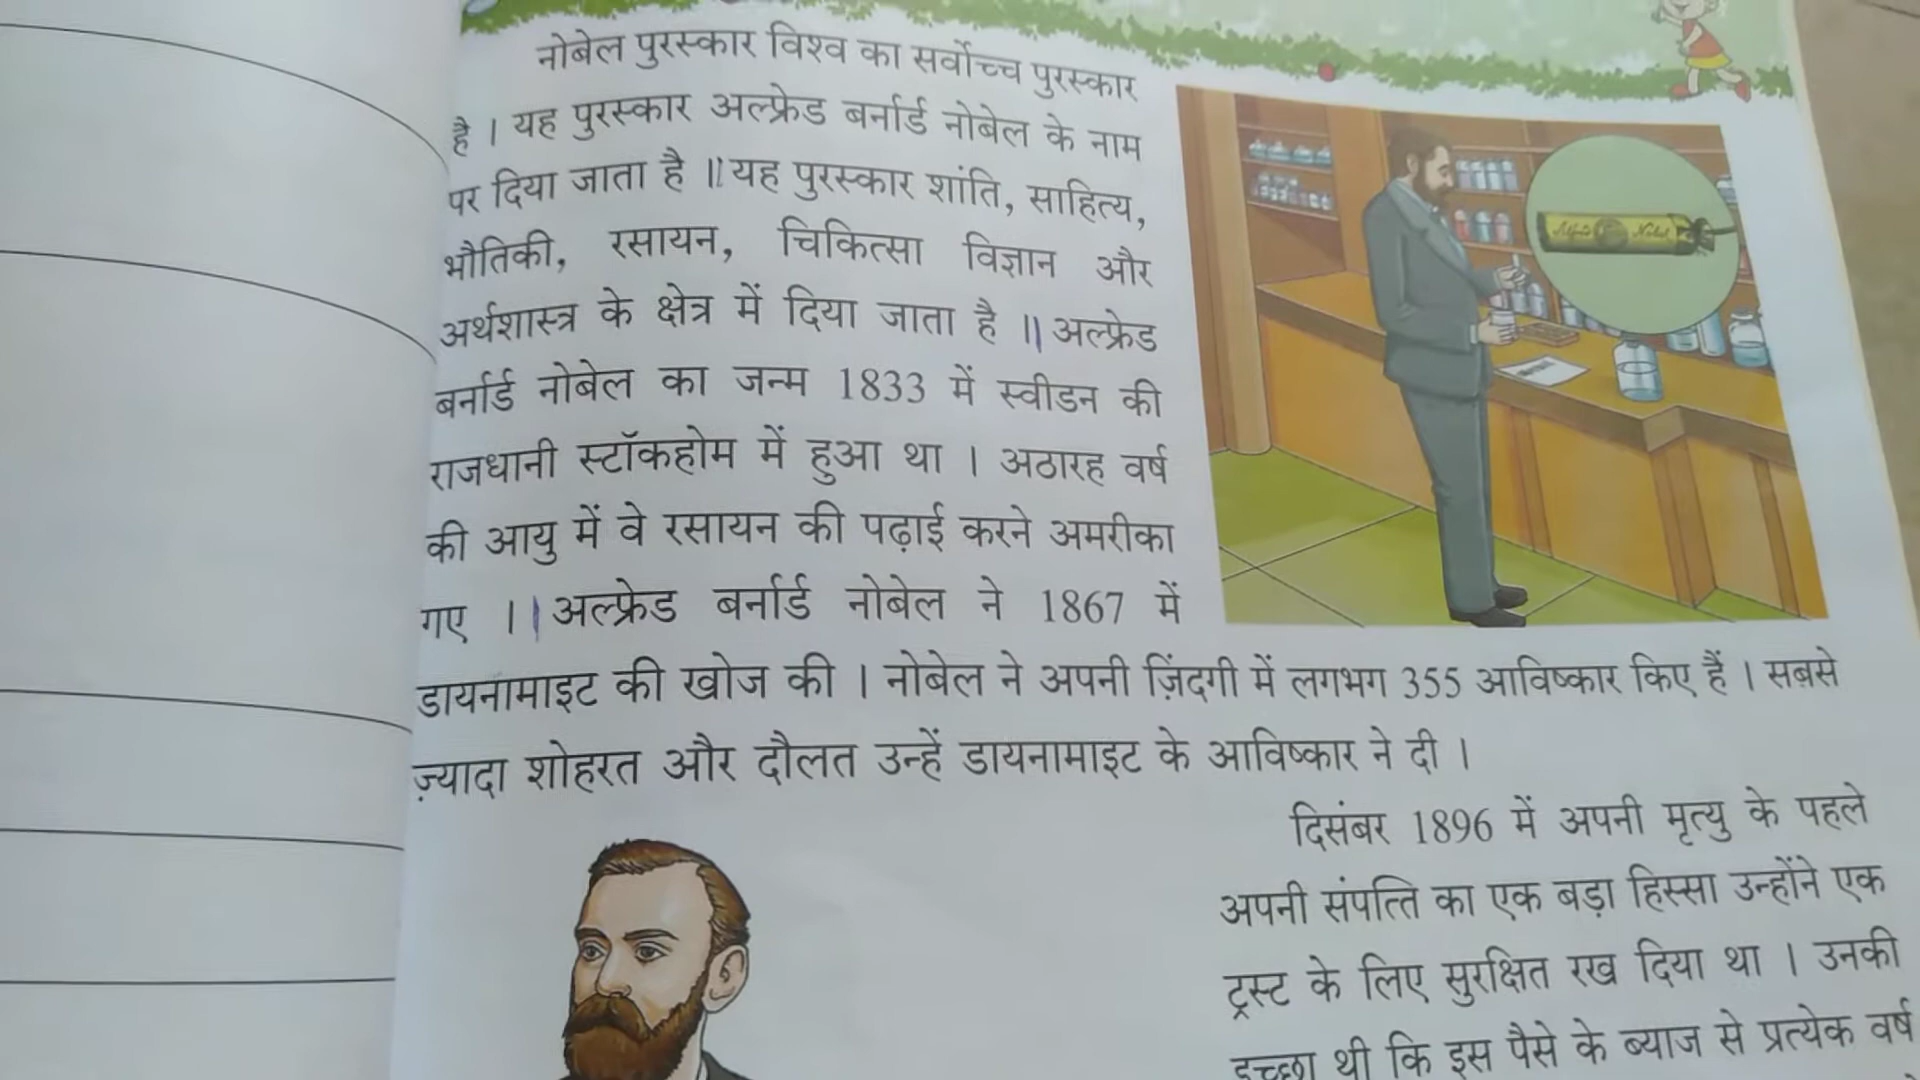 नोबेल पुरस्कार विश्व का सर्वोच्च पुरस्कार
है । यह पुरस्कार अल्फ्रेड बर्नार्ड नोबेल के नाम
पर दिया जाता है । यह पुरस्कार शांति, साहित्य,
भौतिकी, रसायन, चिकित्सा विज्ञान और
अर्थशास्त्र के क्षेत्र में दिया जाता है । अल्फ्रेड
बर्नार्ड नोबेल का जन्म 1833 में स्वीडन की
राजधानी स्टॉकहोम में हुआ था । अठारह वर्ष
की आयु में वे रसायन की पढ़ाई करने अमरीका
गए । अल्फ्रेड बर्नार्ड नोबेल ने 1867 में
डायनामाइट की खोज की । नोबेल ने अपनी ज़िंदगी में लगभग 355 आविष्कार किए हैं । सबसे
ज़्यादा शोहरत और दौलत उन्हें डायनामाइट के आविष्कार ने दी ।
दिसंबर 1896 में अपनी मृत्यु के पहले
अपनी संपत्ति का एक बड़ा हिस्सा उन्होंने एक
ट्रस्ट के लिए सुरक्षित रख दिया था । उनकी
इच्छा थी कि इस पैसे के ब्याज से प्रत्येक वर्ष